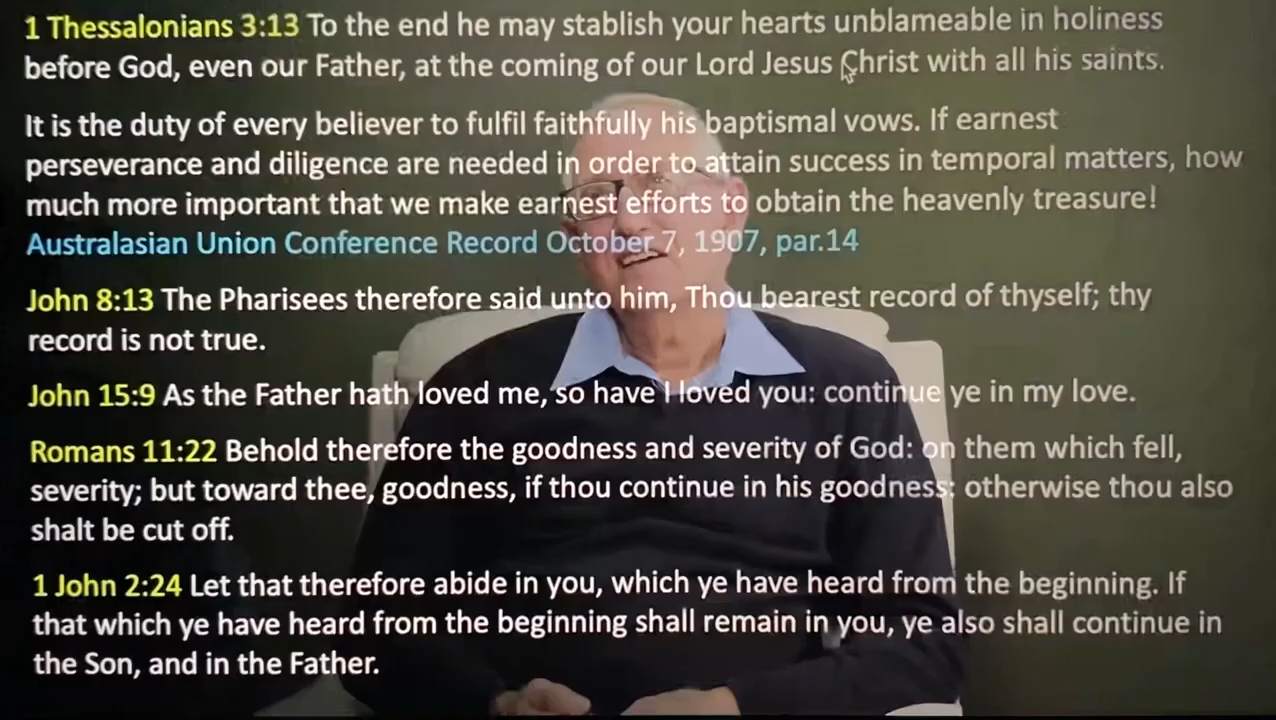 1 Thessalonians 3:13 To the end he may stablish your hearts unblameable in holiness
before God, even our Father, at the coming of our Lord Jesus Christ with all his saints.
It is the duty of every believer to fulfil faithfully his baptismal vows. If earnest
perseverance and diligence are needed in order to attain success in temporal matters, how
much more important that we make earnest efforts to obtain the heavenly treasure!
Australasian Union Conference Record October 7, 1907, par.14
John 8:13 The Pharisees therefore said unto him, Thou bearest record of thyself; thy
record is not true.
John 15:9 As the Father hath loved me, so have I loved you: continue ye in my love.
Romans 11:22 Behold therefore the goodness and severity of God: on them which fell,
severity; but toward thee, goodness, if thou continue in his goodness: otherwise thou also
shalt be cut off.
1 John 2:24 Let that therefore abide in you, which ye have heard from the beginning. If
that which ye have heard from the beginning shall remain in you, ye also shall continue in
the Son, and in the Father.